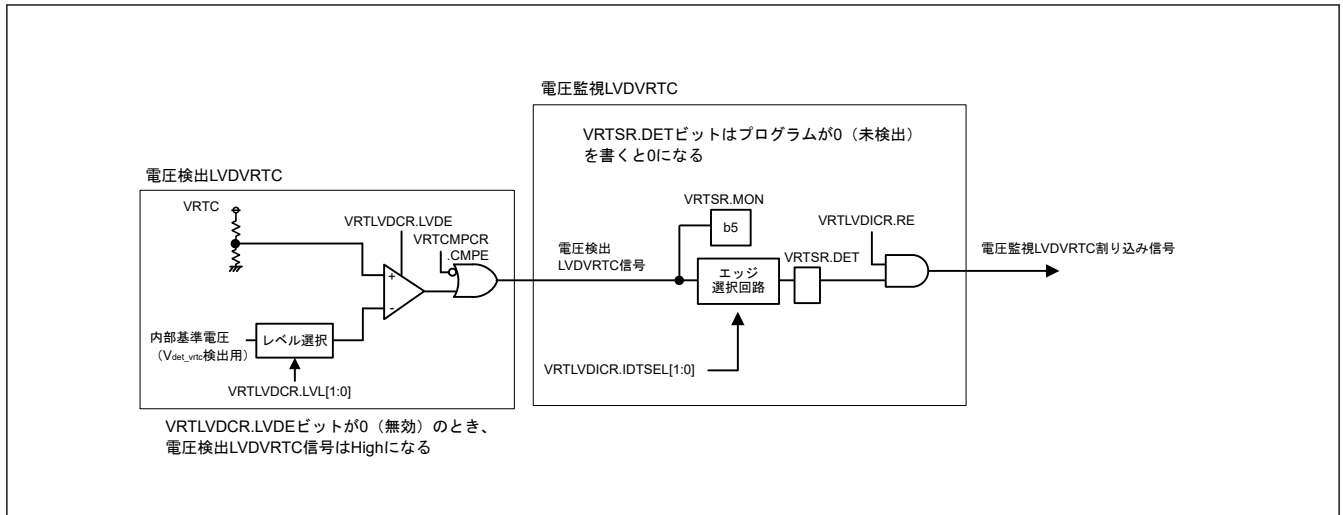 電圧監視LVDVRTC
VRTSR.DETビットはプログラムが0（未検出）
を書くと0になる
電圧検出LVDVRTC
VRTC
VRTLVDCR.LVDE
VRTCMPCR
.CMPE
+
-
内部基準電圧
（Vdet_vrtc検出用）
レベル選択
VRTLVDCR.LVL[1:0]
VRTLVDCR.LVDEビットが0（無効）のとき、
電圧検出LVDVRTC信号はHighになる
電圧検出
LVDVRTC信号
VRTSR.MON
b5
エッジ
選択回路
VRTSR.DET
VRTLVDICR.RE
VRTLVDICR.IDTSEL[1:0]
電圧監視LVDVRTC割り込み信号